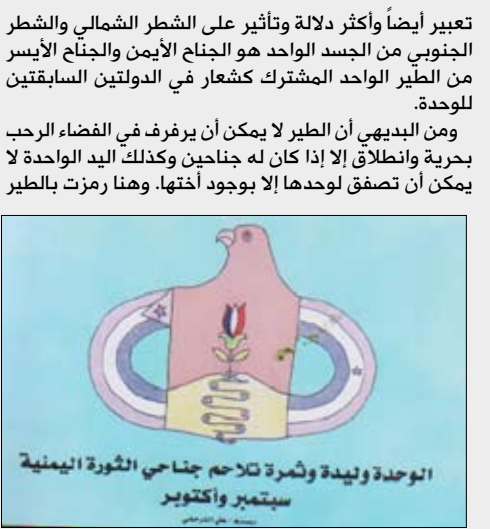 تعبير أيضاً وأكثر دلالة وتأثير على الشطر الشمالي والشطر
الجنوبي من الجسد الواحد هو الجناح الأيمن والجناح الأيسر
من الطير الواحد المشترك كشعار في الدولتين السابقتين
للوحدة.
ومن البديهي أن الطير لا يمكن أن يرفرف في الفضاء الرحب
بحرية وانطلاق إلا إذا كان له جناحين وكذلك اليد الواحدة لا
يمكن أن تصفق لوحدها إلا بوجود أختها. وهنا رمزت بالطير
الوحدة وليدة وثمرة تلاحم جناحي الثورة اليمنية
سبتمبر وأكتوبر